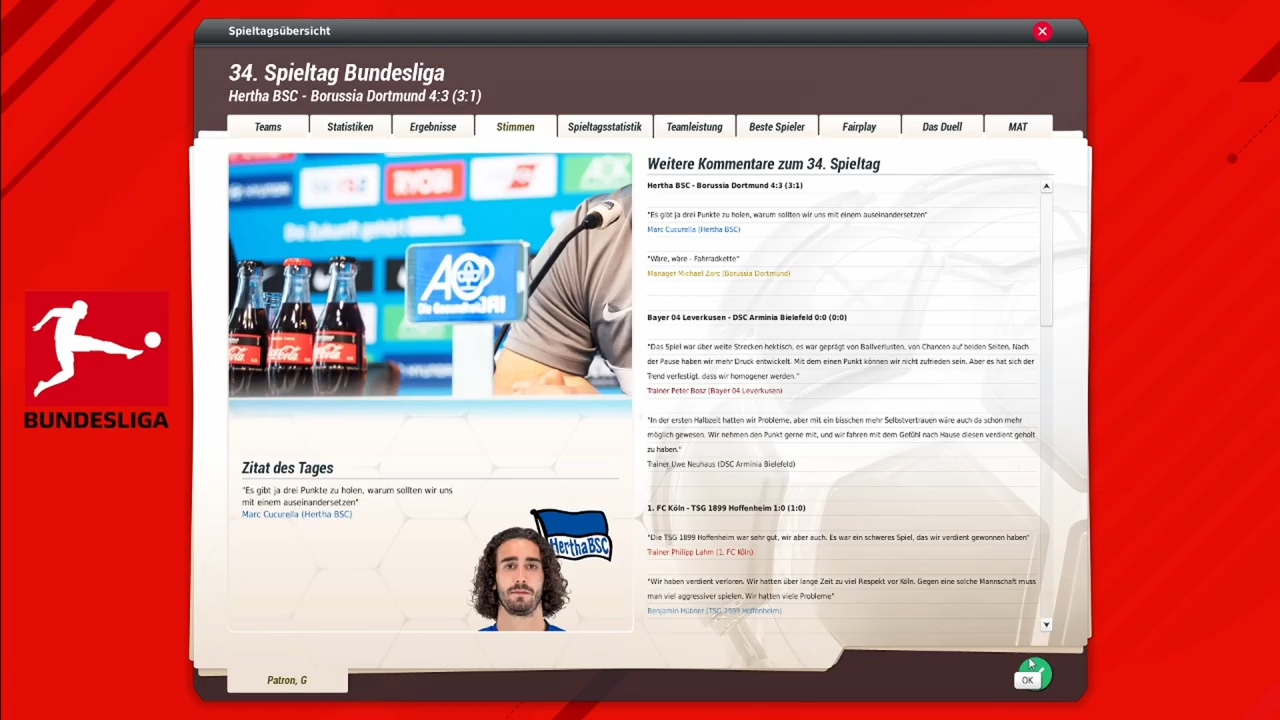 Spieltagsübersicht
34. Spieltag Bundesliga
Hertha BSC - Borussia Dortmund 4:3 (3:1)
Teams
Statistiken
Ergebnisse
Stimmen
Spieltagsstatistik
Teamleistung
Beste Spieler
Fairplay
Das Duell
MAT
RYOBI
AOK
Die Gesundheit
Coca-Cola
Weitere Kommentare zum 34. Spieltag
Hertha BSC - Borussia Dortmund 4:3 (3:1)
"Es gibt ja drei Punkte zu holen, warum sollten wir uns mit einem auseinandersetzen"
Marc Cucurella (Hertha BSC)
"Wäre, wäre - Fahrradkette"
Manager Michael Zorc (Borussia Dortmund)
Bayer 04 Leverkusen - DSC Arminia Bielefeld 0:0 (0:0)
"Das Spiel war über weite Strecken hektisch, es war geprägt von Ballverlusten, von Chancen auf beiden Seiten. Nach
der Pause haben wir mehr Druck entwickelt. Mit dem einen Punkt können wir nicht zufrieden sein. Aber es hat sich der
Trend verfestigt, dass wir homogener werden."
Trainer Peter Bosz (Bayer 04 Leverkusen)
"In der ersten Halbzeit hatten wir Probleme, aber mit ein bisschen mehr Selbstvertrauen wäre auch da schon mehr
möglich gewesen. Wir nehmen den Punkt gerne mit, und wir fahren mit dem Gefühl nach Hause diesen verdient geholt
zu haben."
Trainer Uwe Neuhaus (DSC Arminia Bielefeld)
1. FC Köln - TSG 1899 Hoffenheim 1:0 (1:0)
"Die TSG 1899 Hoffenheim war sehr gut, wir aber auch. Es war ein schweres Spiel, das wir verdient gewonnen haben"
Trainer Philipp Lahm (1. FC Köln)
"Wir haben verdient verloren. Wir hatten über lange Zeit zu viel Respekt vor Köln. Gegen eine solche Mannschaft muss
man viel aggressiver spielen. Wir hatten viele Probleme"
Benjamin Hübner (TSG 1899 Hoffenheim)
Zitat des Tages
"Es gibt ja drei Punkte zu holen, warum sollten wir uns
mit einem auseinandersetzen"
Marc Cucurella (Hertha BSC)
Hertha BSC
BUNDESLIGA
Patron, G
OK